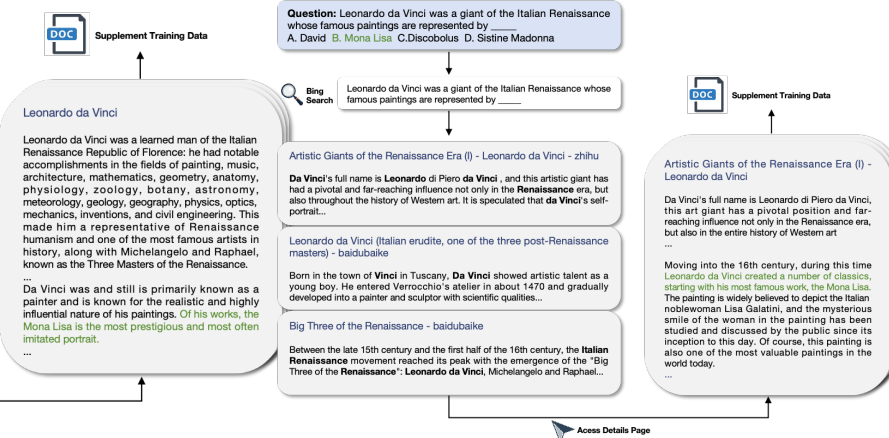 DOC
Supplement Training Data
Leonardo da Vinci
Leonardo da Vinci was a learned man of the Italian
Renaissance Republic of Florence: he had notable
accomplishments in the fields of painting, music,
architecture, mathematics, geometry, anatomy,
physiology, zoology, botany, astronomy,
meteorology, geology, geography, physics, optics,
mechanics, inventions, and civil engineering. This
made him a representative of Renaissance
humanism and one of the most famous artists in
history, along with Michelangelo and Raphael,
known as the Three Masters of the Renaissance.
...
Da Vinci was and still is primarily known as a
painter and is known for the realistic and highly
influential nature of his paintings. Of his works, the
Mona Lisa is the most prestigious and most often
imitated portrait.
...
Question: Leonardo da Vinci was a giant of the Italian Renaissance
whose famous paintings are represented by _____
A. David B. Mona Lisa C.Discobolus D. Sistine Madonna
Bing
Search
Leonardo da Vinci was a giant of the Italian Renaissance whose
famous paintings are represented by _____
Artistic Giants of the Renaissance Era (I) - Leonardo da Vinci - zhihu
Da Vinci's full name is Leonardo di Piero da Vinci , and this artistic giant has
had a pivotal and far-reaching influence not only in the Renaissance era, but
also throughout the history of Western art. It is speculated that da Vinci's self-
portrait...
Leonardo da Vinci (Italian erudite, one of the three post-Renaissance
masters) - baidubaike
Born in the town of Vinci in Tuscany, Da Vinci showed artistic talent as a
young boy. He entered Verrocchio's atelier in about 1470 and gradually
developed into a painter and sculptor with scientific qualities...
Big Three of the Renaissance - baidubaike
Between the late 15th century and the first half of the 16th century, the Italian
Renaissance movement reached its peak with the emergence of the "Big
Three of the Renaissance": Leonardo da Vinci, Michelangelo and Raphael...
Acess Details Page
DOC
Supplement Training Data
Artistic Giants of the Renaissance Era (I) -
Leonardo da Vinci
Da Vinci's full name is Leonardo di Piero da Vinci,
this art giant has a pivotal position and far-
reaching influence not only in the Renaissance era,
but also in the entire history of Western art
...
Moving into the 16th century, during this time
Leonardo da Vinci created a number of classics,
starting with his most famous work, the Mona Lisa.
The painting is widely believed to depict the Italian
noblewoman Lisa Galatini, and the mysterious
smile of the woman in the painting has been
studied and discussed by the public since its
inception to this day. Of course, this painting is
also one of the most valuable paintings in the
world today.
...